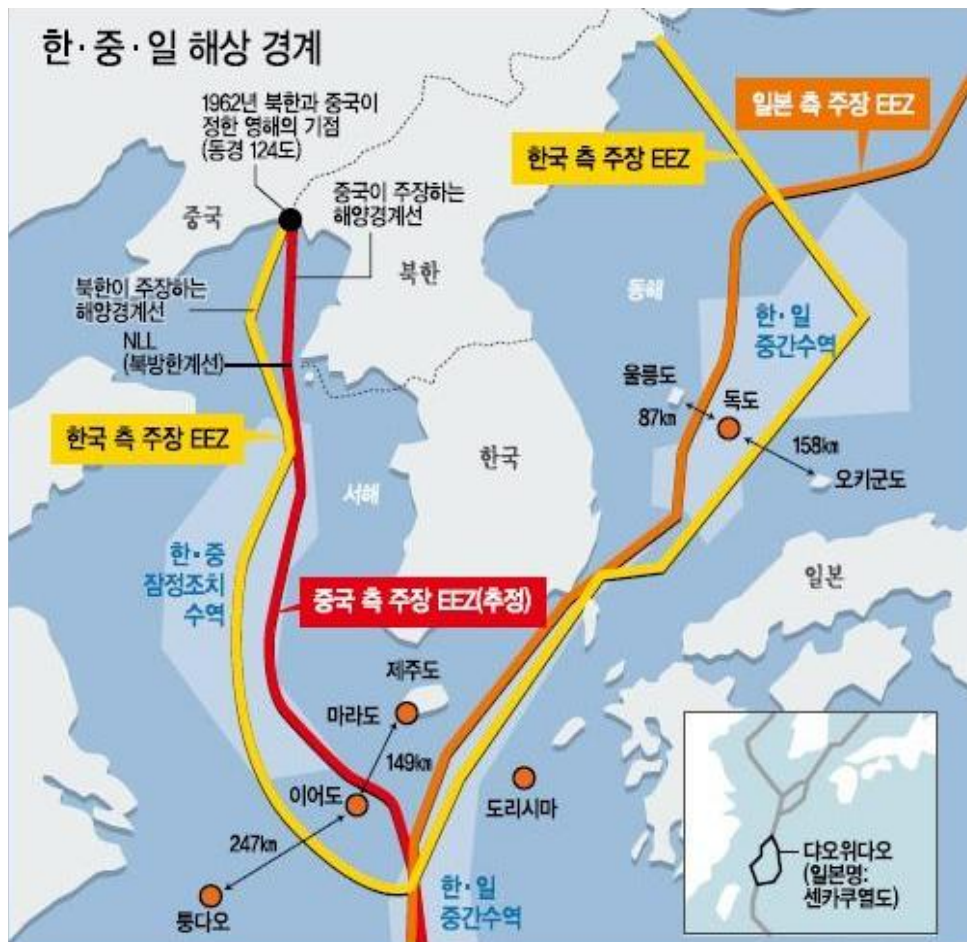 한·중·일 해상 경계
1962년 북한과 중국이
정한 영해의 기점
(동경 124도)
일본 측 주장 EEZ
한국 측 주장 EEZ
중국이 주장하는
해양경계선
중국
북한
북한이 주장하는
해양경계선
동해
한·일
중간수역
NLL
(북방한계선)
울릉도
독도
87㎞
한국 측 주장 EEZ
158㎞
한국
오키군도
서해
한·중
잠정조치
수역
일본
중국 측 주장 EEZ(추정)
제주도
마라도
149㎞
이어도
도리시마
247㎞
퉁다오
한·일
중간수역
다오위다오
(일본명:
센카쿠열도)